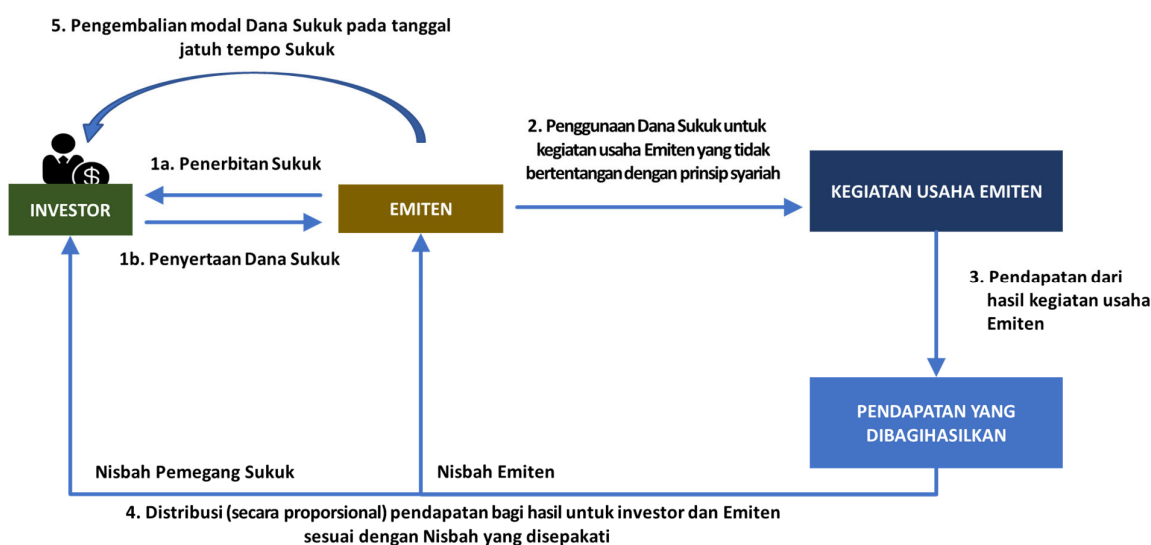 5. Pengembalian modal Dana Sukuk pada tanggal
jatuh tempo Sukuk
$
1a. Penerbitan Sukuk
INVESTOR
EMITEN
1b. Penyertaan Dana Sukuk
2. Penggunaan Dana Sukuk untuk
kegiatan usaha Emiten yang tidak
bertentangan dengan prinsip syariah
KEGIATAN USAHA EMITEN
3. Pendapatan dari
hasil kegiatan usaha
Emiten
PENDAPATAN YANG
DIBAGIHASILKAN
Nisbah Pemegang Sukuk
Nisbah Emiten
4. Distribusi (secara proporsional) pendapatan bagi hasil untuk investor dan Emiten
sesuai dengan Nisbah yang disepakati